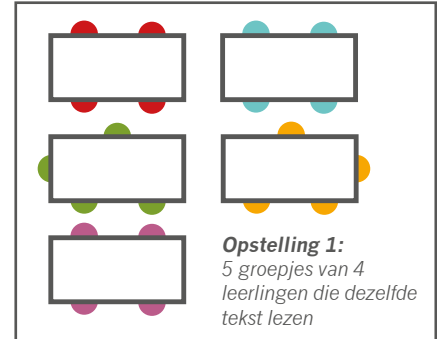 Opstelling 1:
5 groepjes van 4
leerlingen die dezelfde
tekst lezen